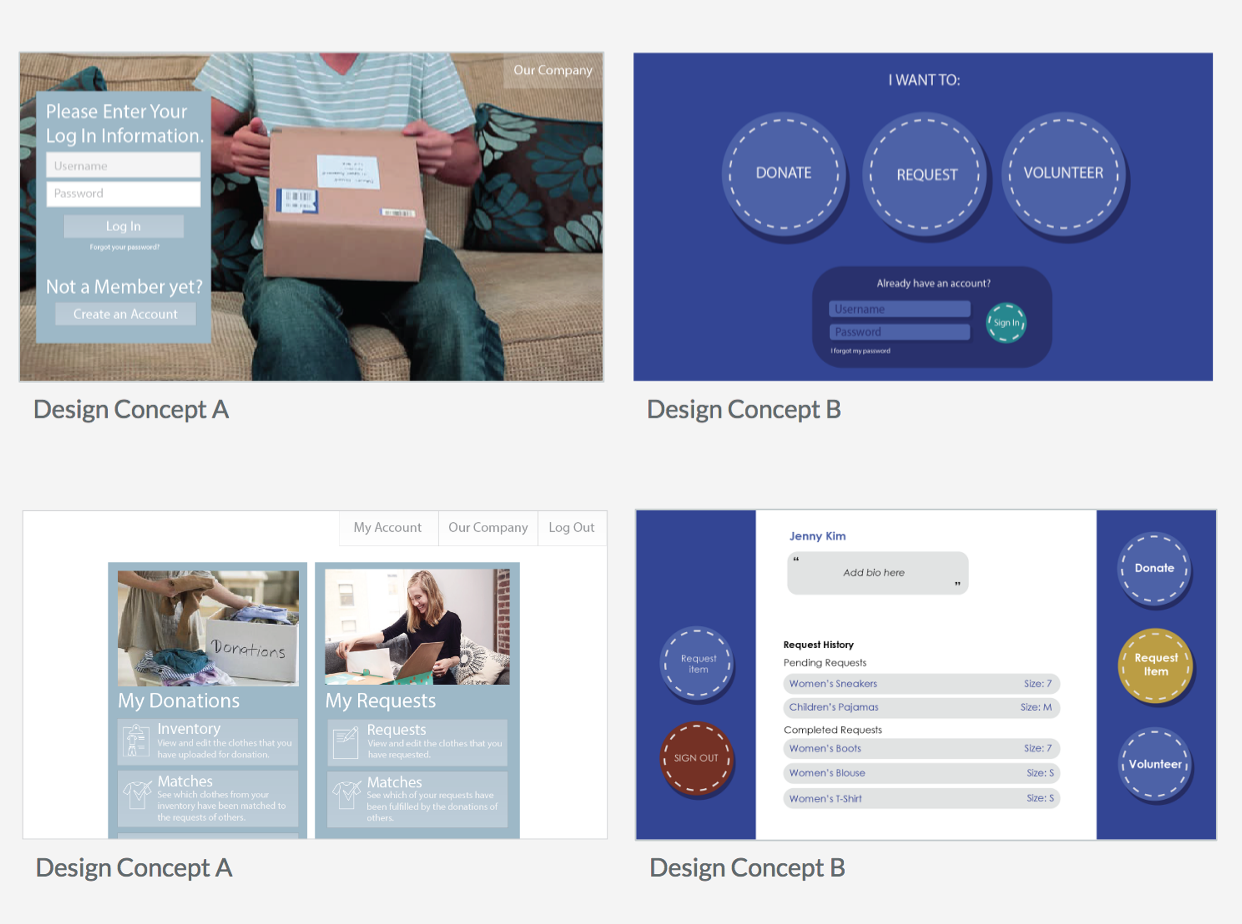 Our Company
Please Enter Your
Log In Information.
Username
Password
Log In
Forgot your password?
Not a Member yet?
Create an Account
Design Concept A
I WANT TO:
DONATE
REQUEST
VOLUNTEER
Already have an account?
Username
Password
Sign In
I forgot my password
Design Concept B
My Account
Our Company
Log Out
Donations
My Donations
Inventory
View and edit the clothes that you
have uploaded for donation.
Matches
See which clothes from your
inventory have been matched to
the requests of others.
My Requests
Requests
View and edit the clothes that you
have requested.
Matches
See which of your requests have
been fulfilled by the donations of
others.
Design Concept A
Request
item
SIGN OUT
Jenny Kim
“
Add bio here
”
Request History
Pending Requests
Women's Sneakers Size: 7
Children's Pajamas Size: M
Completed Requests
Women's Boots Size: 7
Women's Blouse Size: S
Women's T-Shirt Size: S
Donate
Request
Item
Volunteer
Design Concept B